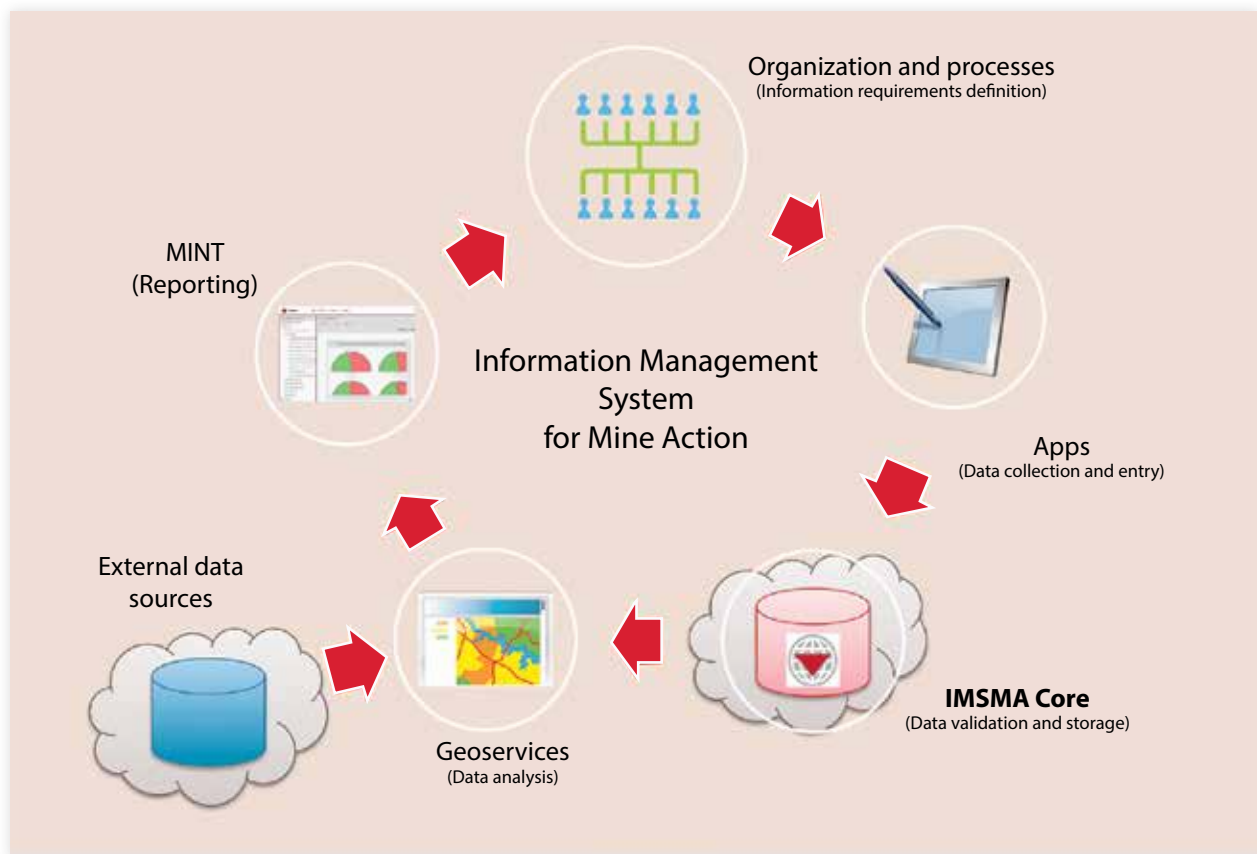 Organization and processes
(Information requirements definition)
MINT
(Reporting)
Information Management
System
for Mine Action
Apps
(Data collection and entry)
External data
sources
IMSMA Core
(Data validation and storage)
Geoservices
(Data analysis)